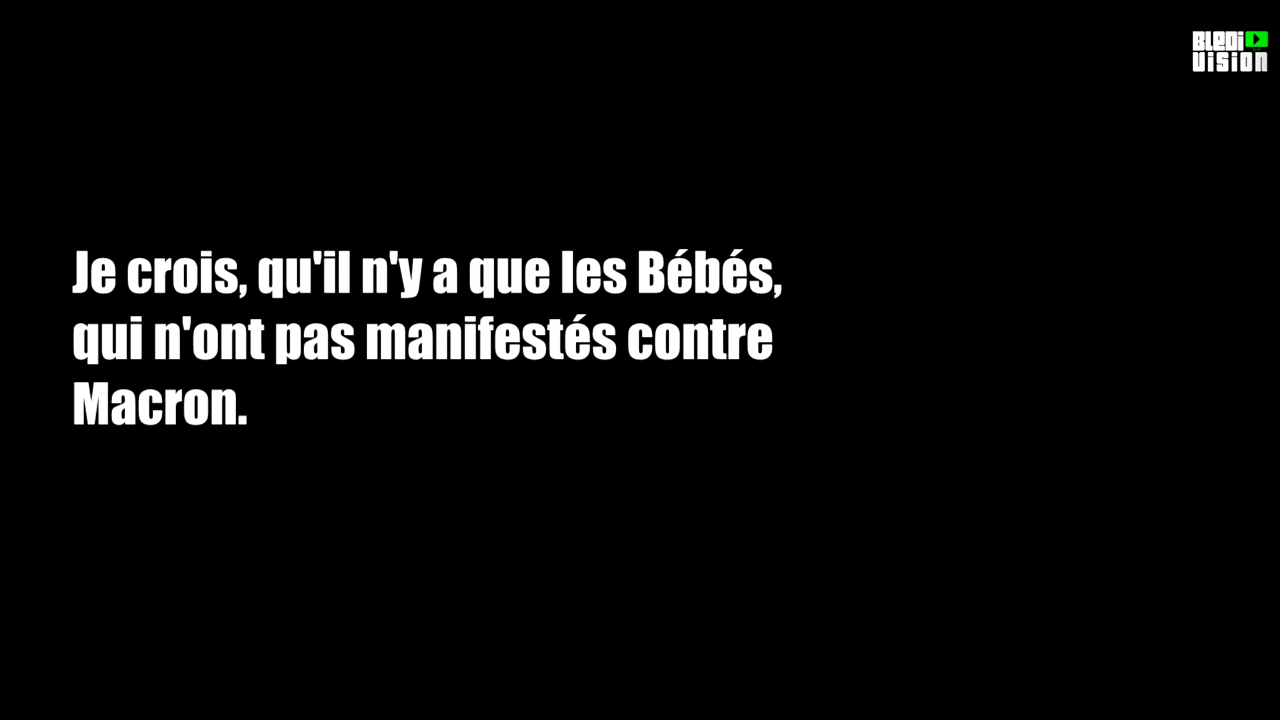 BLEDi
VISION
Je crois, qu'il n'y a que les Bébés,
qui n'ont pas manifestés contre
Macron.